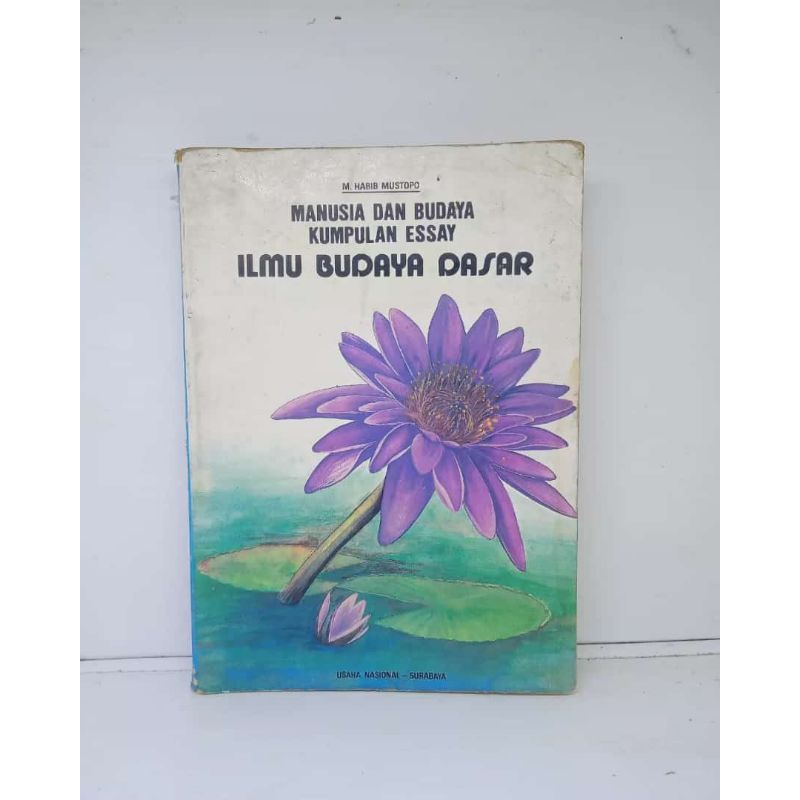 M. HABIB MUSTOPO
MANUSIA DAN BUDAYA
KUMPULAN ESSAY
ILMU BUDAYA DASAR
USAHA NASIONAL – SURABAYA